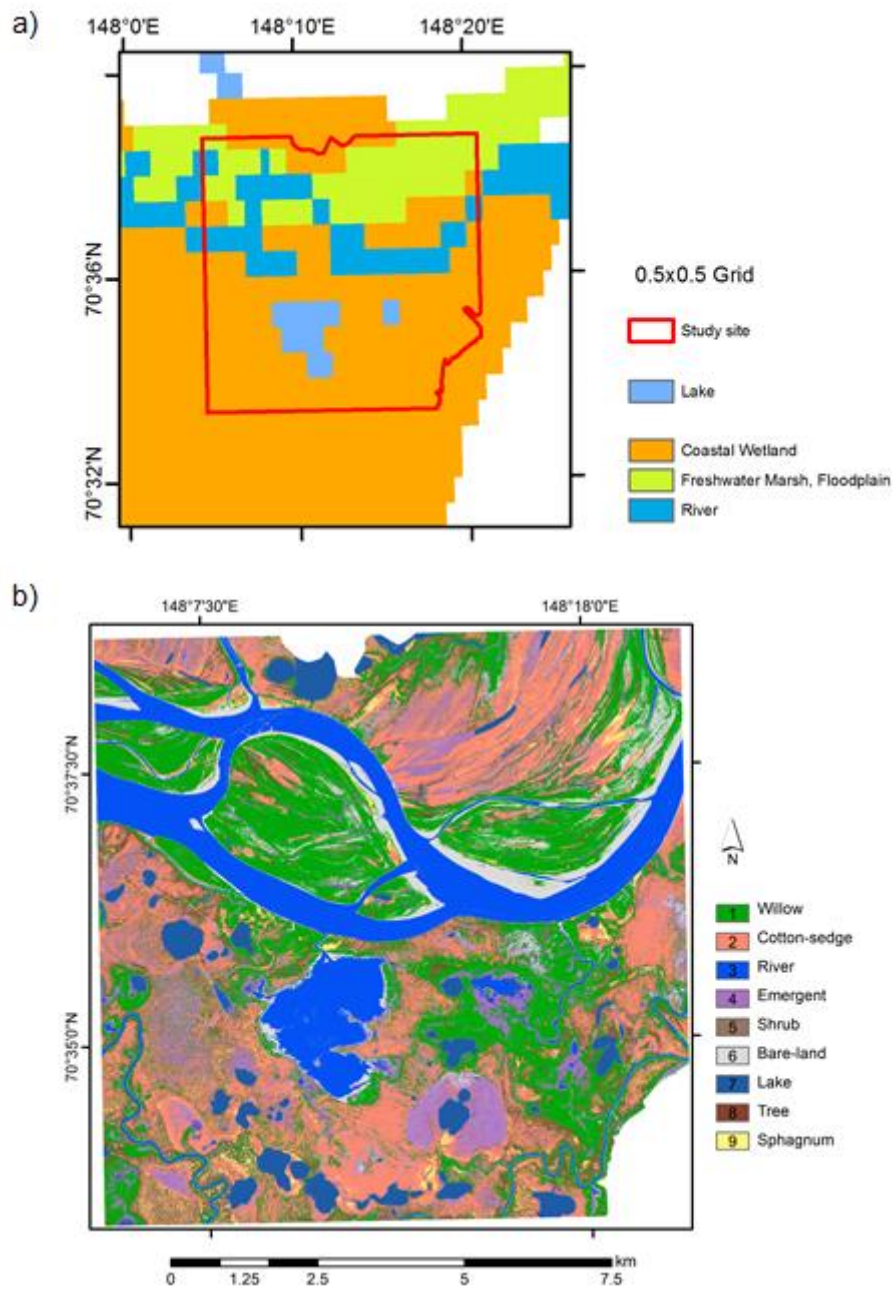 a)
148°0'E 148°10'E 148°20'E
70°36'N
70°32'N
0.5x0.5 Grid
Study site
Lake
Coastal Wetland
Freshwater Marsh, Floodplain
River
b)
148°7'30"E 148°18'0"E
70°37'30"N
70°35'0"N
N
1 Willow
2 Cotton-sedge
3 River
4 Emergent
5 Shrub
6 Bare-land
7 Lake
8 Tree
9 Sphagnum
km
0 1.25 2.5 5 7.5